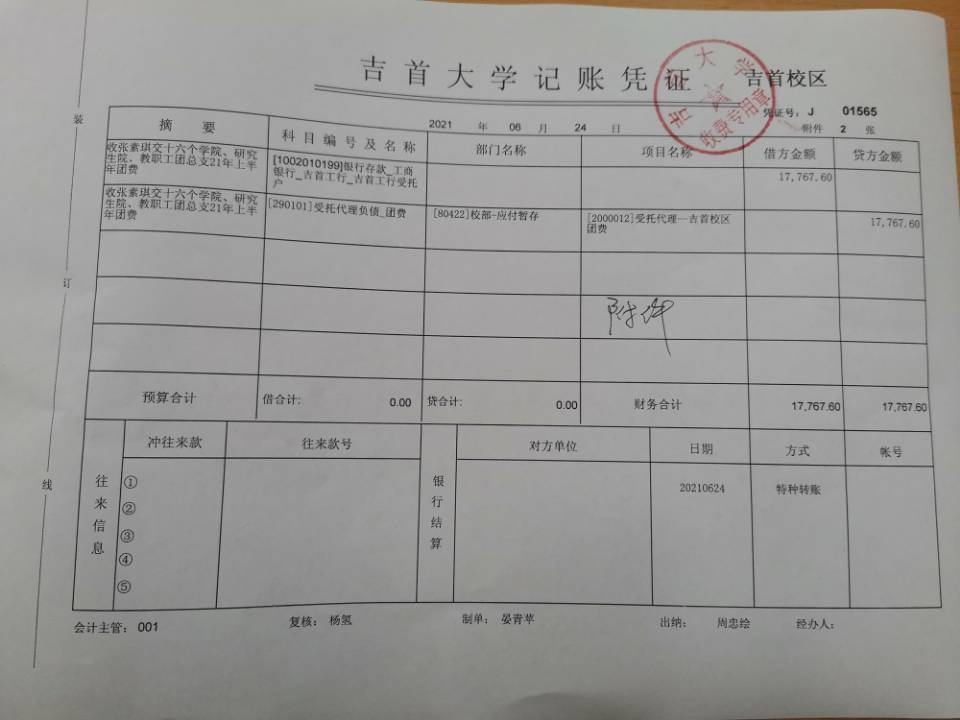 吉首大学记账凭证
吉首校区
吉首大学
收费专用章
凭证号: J 01565
2021 年 06 月 24 日
附件 2 张
摘 要 科目编号及名称 部门名称 项目名称 借方金额 贷方金额
收张素琪交十六个学院、研究
生院、教职工团总支21年上半
年团费
[1002010199]银行存款_工商
银行_吉首工行_吉首工行受托
户
17,767.60
收张素琪交十六个学院、研究
生院、教职工团总支21年上半
年团费
[290101]受托代理负债_团费
[80422]校部-应付暂存
[2000012]受托代理—吉首校区
团费
17,767.60
附件
预算合计 借合计: 0.00 贷合计: 0.00 财务合计 17,767.60 17,767.60
往来信息
冲往来款 往来款号
①
②
③
④
⑤
银行结算
对方单位 日期 方式 帐号
20210624 特种转账
会计主管: 001 复核: 杨氢 制单: 晏青苹 出纳: 周忠绘 经办人:
装
订
线